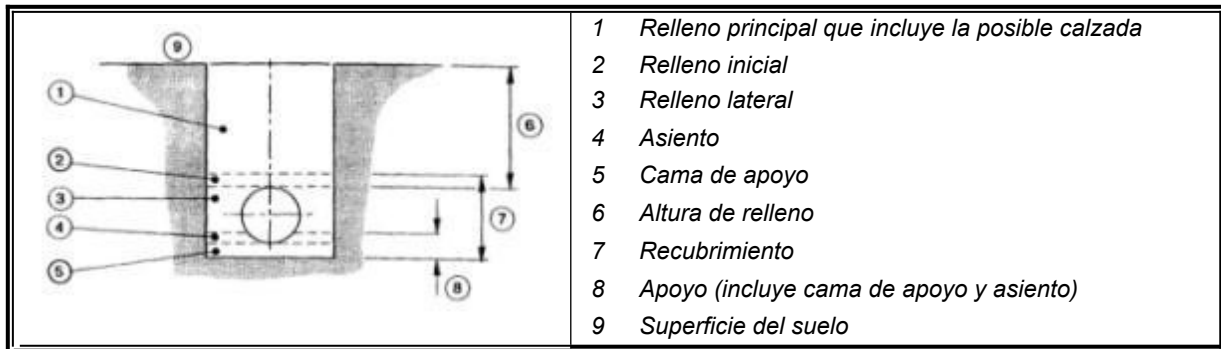 9
1
2
3
4
5
6
7
8
1 Relleno principal que incluye la posible calzada
2 Relleno inicial
3 Relleno lateral
4 Asiento
5 Cama de apoyo
6 Altura de relleno
7 Recubrimiento
8 Apoyo (incluye cama de apoyo y asiento)
9 Superficie del suelo